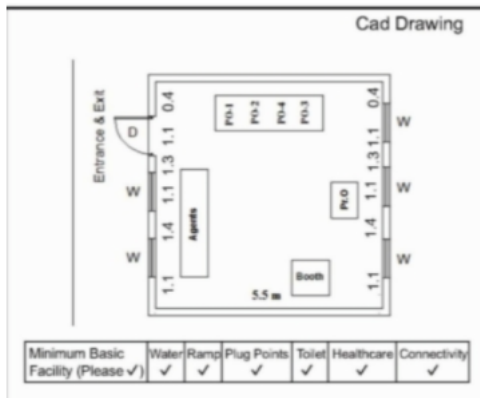 Cad Drawing
Entrance & Exit
D
W
W
0.4
1.1
1.3
1.1
1.4
1.1
PO-1
PO-2
PO-4
PO-3
Agents
Pr.O
Booth
5.5 m
0.4
1.1
1.3
1.1
1.4
1.1
W
W
W
Minimum Basic Facility (Please ✓) Water Ramp Plug Points Toilet Healthcare Connectivity
✓ ✓ ✓ ✓ ✓ ✓